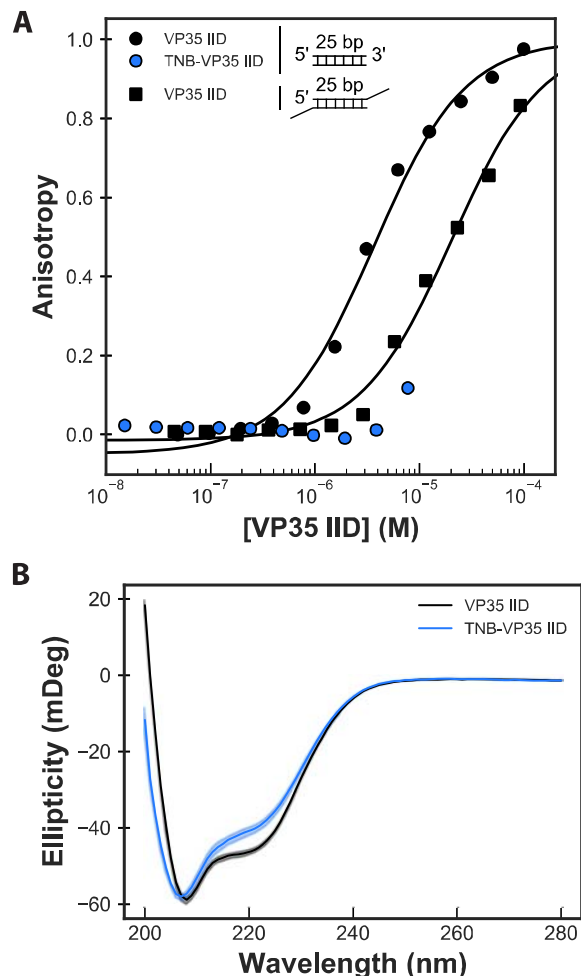 A
VP35 IID
TNB-VP35 IID
VP35 IID
5' 25 bp 3'
5' 25 bp
1.0
0.8
0.6
0.4
0.2
0.0
Anisotropy
10⁻⁸ 10⁻⁷ 10⁻⁶ 10⁻⁵ 10⁻⁴
[VP35 IID] (M)
B
VP35 IID
TNB-VP35 IID
20
0
−20
−40
−60
Ellipticity (mDeg)
200 220 240 260 280
Wavelength (nm)